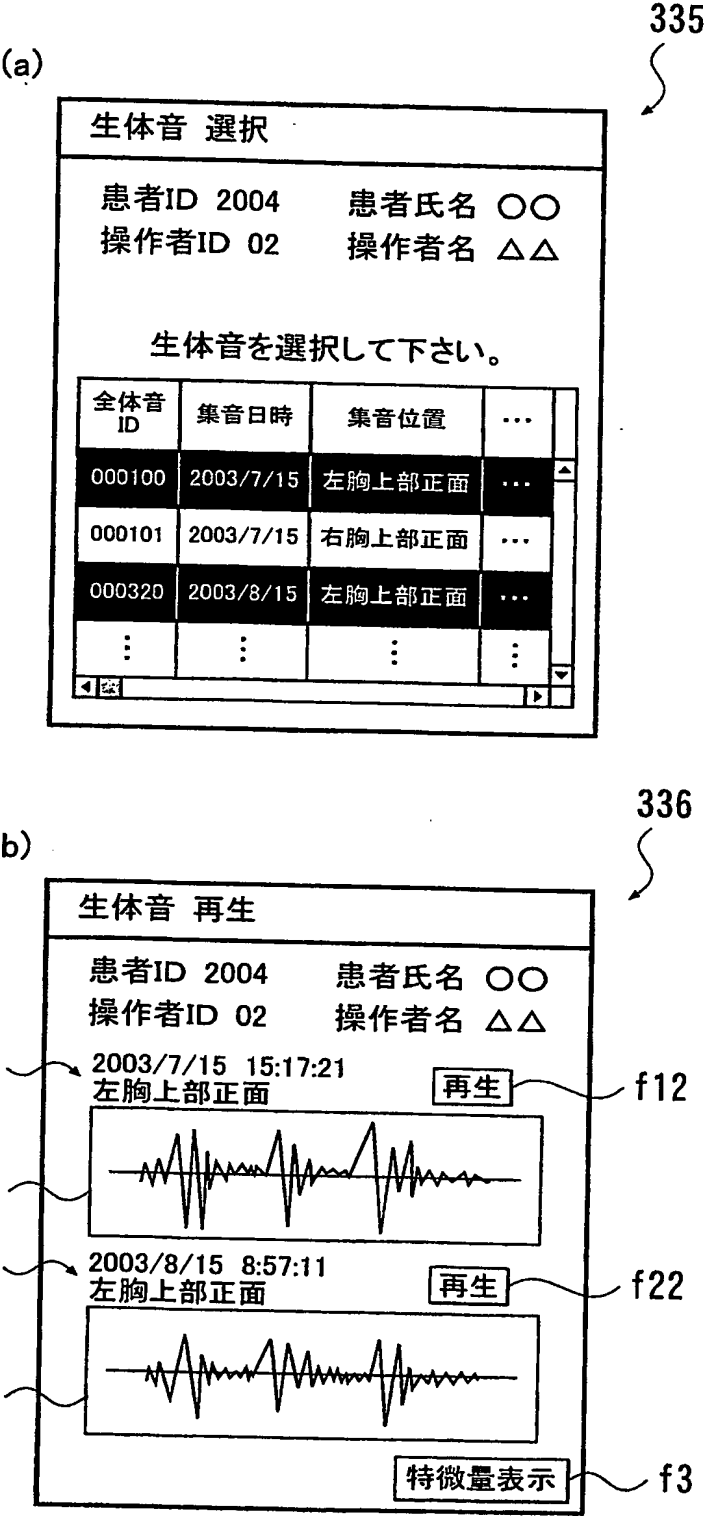 335
(a)
生体音 選択
患者ID 2004 患者氏名 ○○
操作者ID 02 操作者名 △△
生体音を選択して下さい。
全体音ID 集音日時 集音位置 …
000100 2003/7/15 左胸上部正面 …
000101 2003/7/15 右胸上部正面 …
000320 2003/8/15 左胸上部正面 …
⋮ ⋮ ⋮ ⋮
336
b)
生体音 再生
患者ID 2004 患者氏名 ○○
操作者ID 02 操作者名 △△
2003/7/15 15:17:21
左胸上部正面 再生 f12
2003/8/15 8:57:11
左胸上部正面 再生 f22
特微量表示 f3